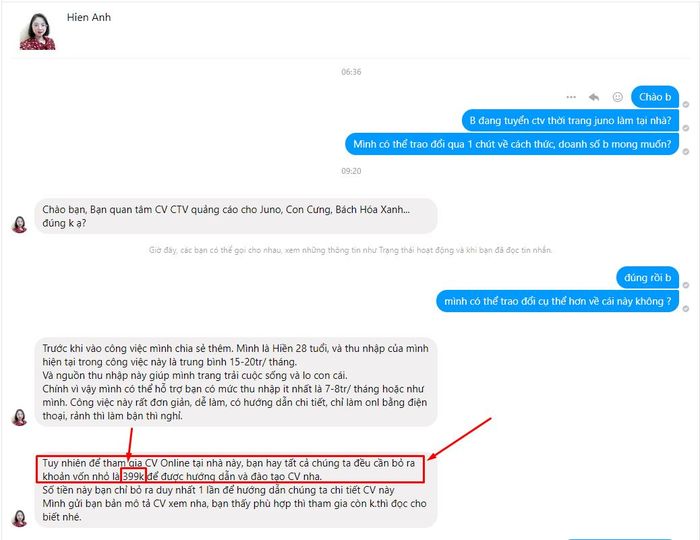 Hien Anh
06:36
Chào b
B đang tuyển ctv thời trang juno làm tại nhà?
Mình có thể trao đổi qua 1 chút về cách thức, doanh số b mong muốn?
09:20
Chào bạn, Bạn quan tâm CV CTV quảng cáo cho Juno, Con Cưng, Bách Hóa Xanh...
đúng k ạ?
Giờ đây, các bạn có thể gọi cho nhau, xem những thông tin như Trạng thái hoạt động và khi bạn đã đọc tin nhắn.
đúng rồi b
mình có thể trao đổi cụ thể hơn về cái này không ?
Trước khi vào công việc mình chia sẻ thêm. Mình là Hiền 28 tuổi, và thu nhập của mình
hiện tại trong công việc này là trung bình 15-20tr/ tháng.
Và nguồn thu nhập này giúp mình trang trải cuộc sống và lo con cái.
Chính vì vậy mình có thể hỗ trợ bạn có mức thu nhập ít nhất là 7-8tr/ tháng hoặc như
mình. Công việc này rất đơn giản, dễ làm, có hướng dẫn chi tiết, chỉ làm onl bằng điện
thoại, rảnh thì làm bận thì nghỉ.
Tuy nhiên để tham gia CV Online tại nhà này, bạn hay tất cả chúng ta đều cần bỏ ra
khoản vốn nhỏ là 399k để được hướng dẫn và đào tạo CV nha.
Số tiền này bạn chỉ bỏ ra duy nhất 1 lần để hướng dẫn chúng ta chi tiết CV này
Mình gửi bạn bản mô tả CV xem nha, bạn thấy phù hợp thì tham gia còn k.thì đọc cho
biết nhé.